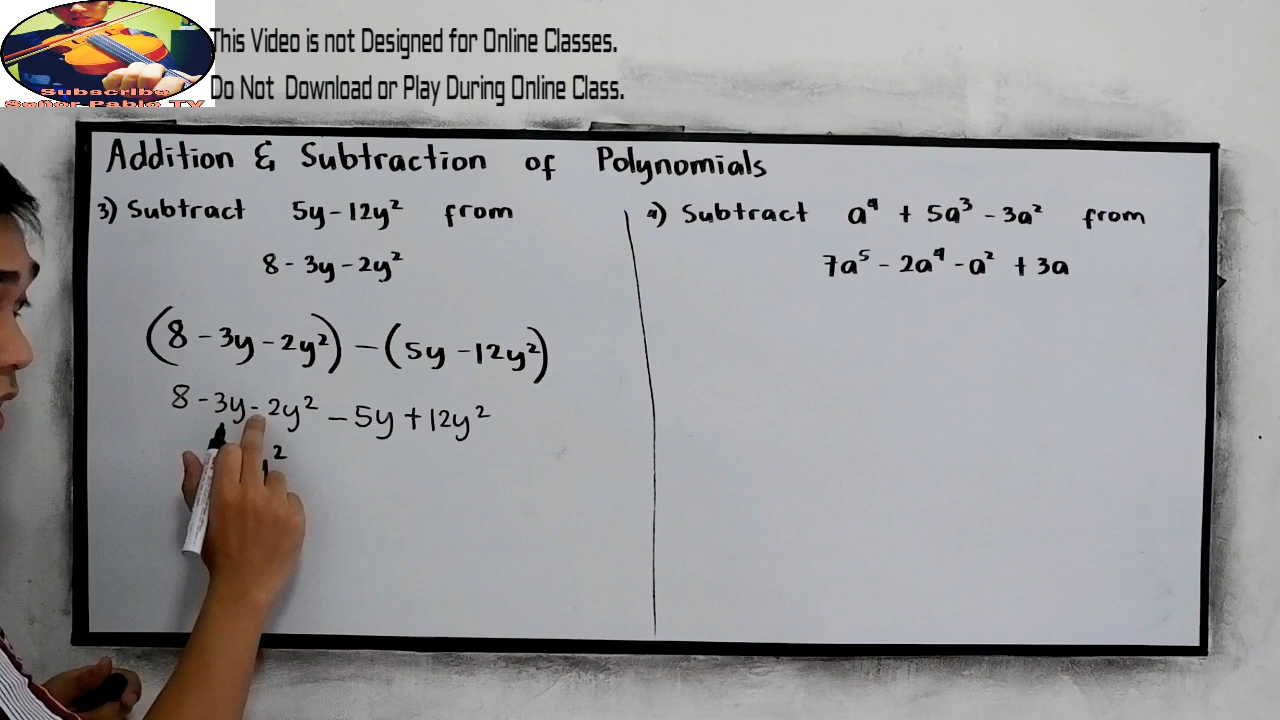 This Video is not Designed for Online Classes.
Do Not Download or Play During Online Class.
Subscribe
Señor Pablo TV
Addition & Subtraction of Polynomials
3) Subtract 5y - 12y² from
8 - 3y - 2y²
(8 - 3y - 2y²) - (5y - 12y²)
8 - 3y - 2y² - 5y + 12y²
4) Subtract a⁴ + 5a³ - 3a² from
7a⁵ - 2a⁴ - a² + 3a